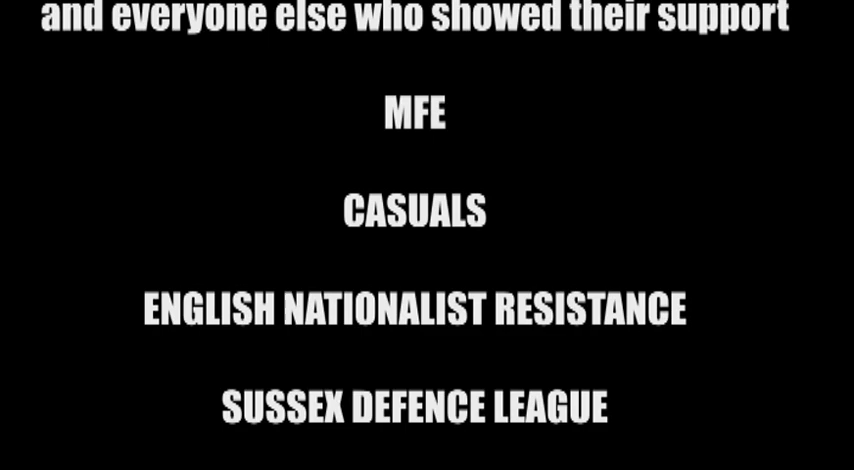 and everyone else who showed their support
MFE
CASUALS
ENGLISH NATIONALIST RESISTANCE
SUSSEX DEFENCE LEAGUE